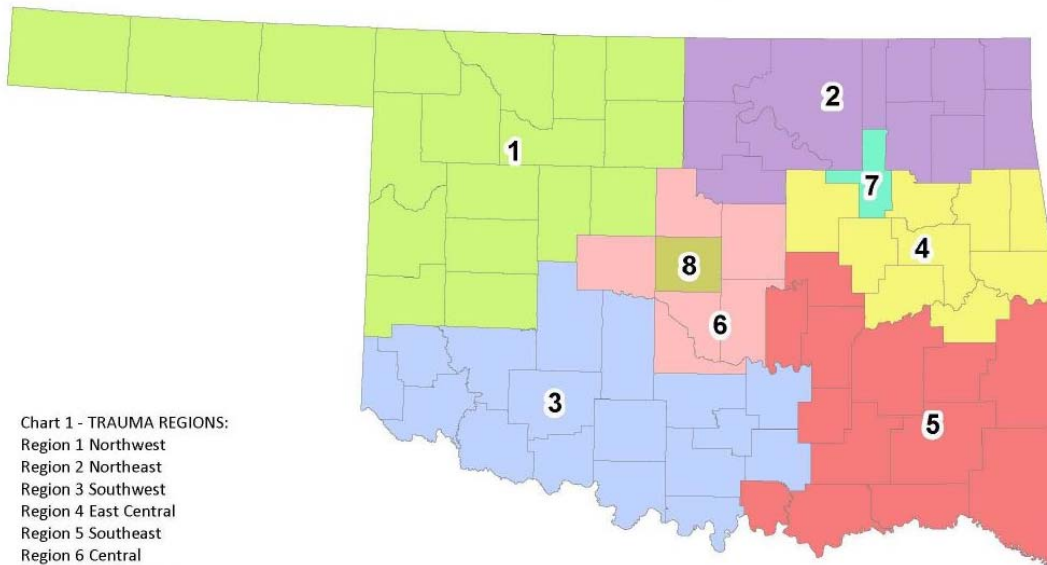 2
1
7
4
8
6
3
5
Chart 1 - TRAUMA REGIONS:
Region 1 Northwest
Region 2 Northeast
Region 3 Southwest
Region 4 East Central
Region 5 Southeast
Region 6 Central